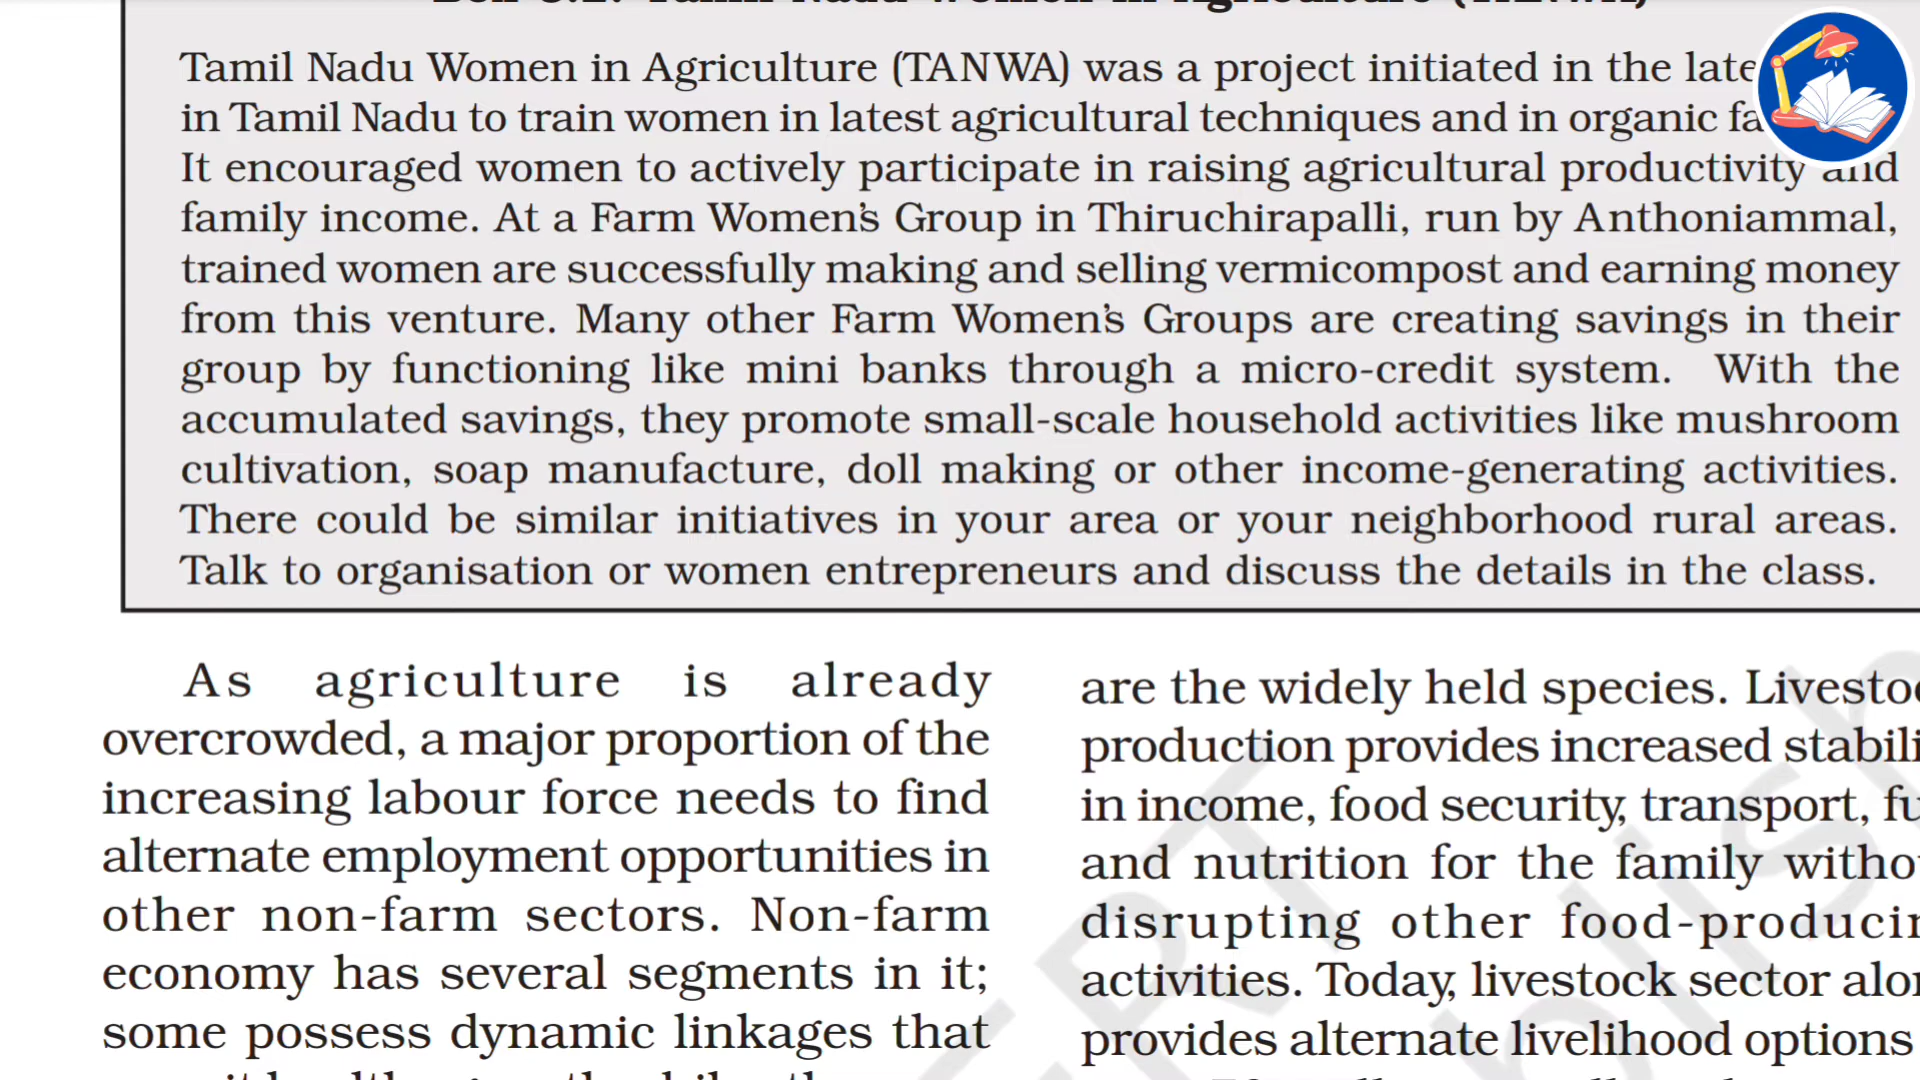 Tamil Nadu Women in Agriculture (TANWA) was a project initiated in the late
in Tamil Nadu to train women in latest agricultural techniques and in organic fa
It encouraged women to actively participate in raising agricultural productivity and
family income. At a Farm Women's Group in Thiruchirapalli, run by Anthoniammal,
trained women are successfully making and selling vermicompost and earning money
from this venture. Many other Farm Women's Groups are creating savings in their
group by functioning like mini banks through a micro-credit system. With the
accumulated savings, they promote small-scale household activities like mushroom
cultivation, soap manufacture, doll making or other income-generating activities.
There could be similar initiatives in your area or your neighborhood rural areas.
Talk to organisation or women entrepreneurs and discuss the details in the class.
As agriculture is already
overcrowded, a major proportion of the
increasing labour force needs to find
alternate employment opportunities in
other non-farm sectors. Non-farm
economy has several segments in it;
some possess dynamic linkages that
are the widely held species. Livestoc
production provides increased stabili
in income, food security, transport, fu
and nutrition for the family withou
disrupting other food-producin
activities. Today, livestock sector alon
provides alternate livelihood options